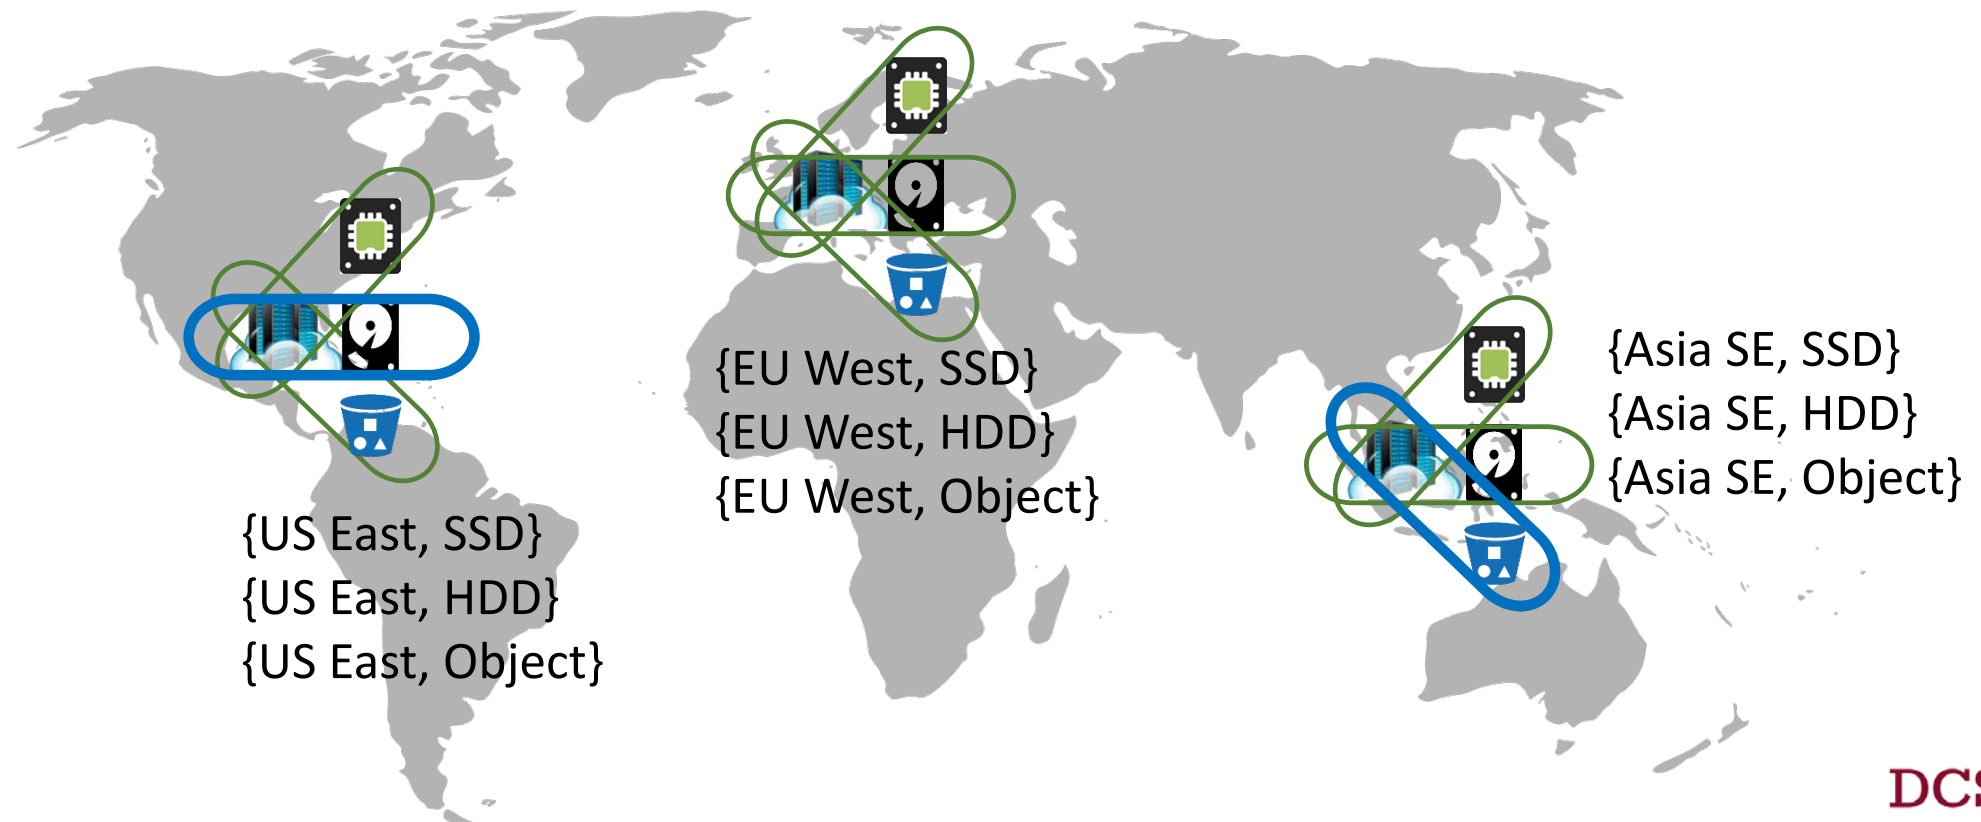 {US East, SSD}
{US East, HDD}
{US East, Object}
{EU West, SSD}
{EU West, HDD}
{EU West, Object}
{Asia SE, SSD}
{Asia SE, HDD}
{Asia SE, Object}